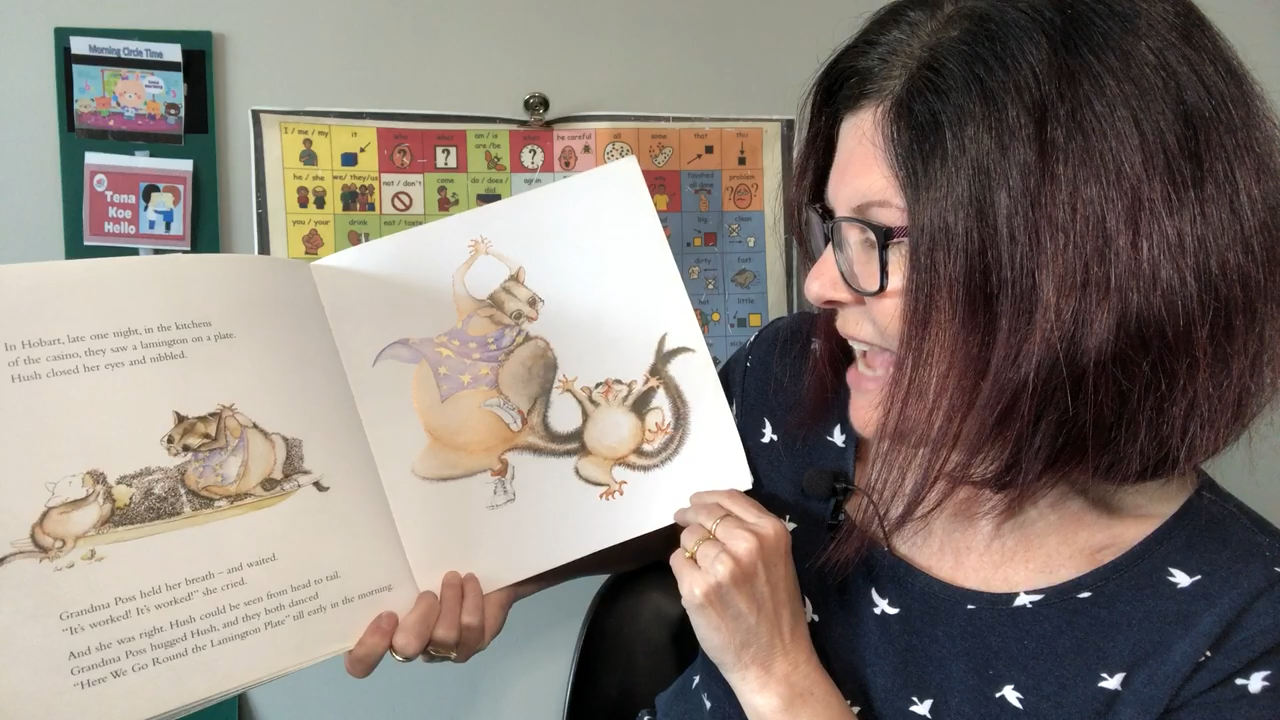 Morning Circle Time
Tena
Koe
Hello
I / me / my
it
who
what
am / is
are / be
when
be careful
all
some
that
this
he / she
we / they/us
not / don't
come
do / does /
did
again
finished
all done
problem
you / your
drink
eat / taste
big
clean
dirty
fast
hot
little
In Hobart, late one night, in the kitchens
of the casino, they saw a lamington on a plate.
Hush closed her eyes and nibbled.
Grandma Poss held her breath – and waited.
"It's worked! It's worked!" she cried.
And she was right. Hush could be seen from head to tail.
Grandma Poss hugged Hush, and they both danced
"Here We Go Round the Lamington Plate" till early in the morning.